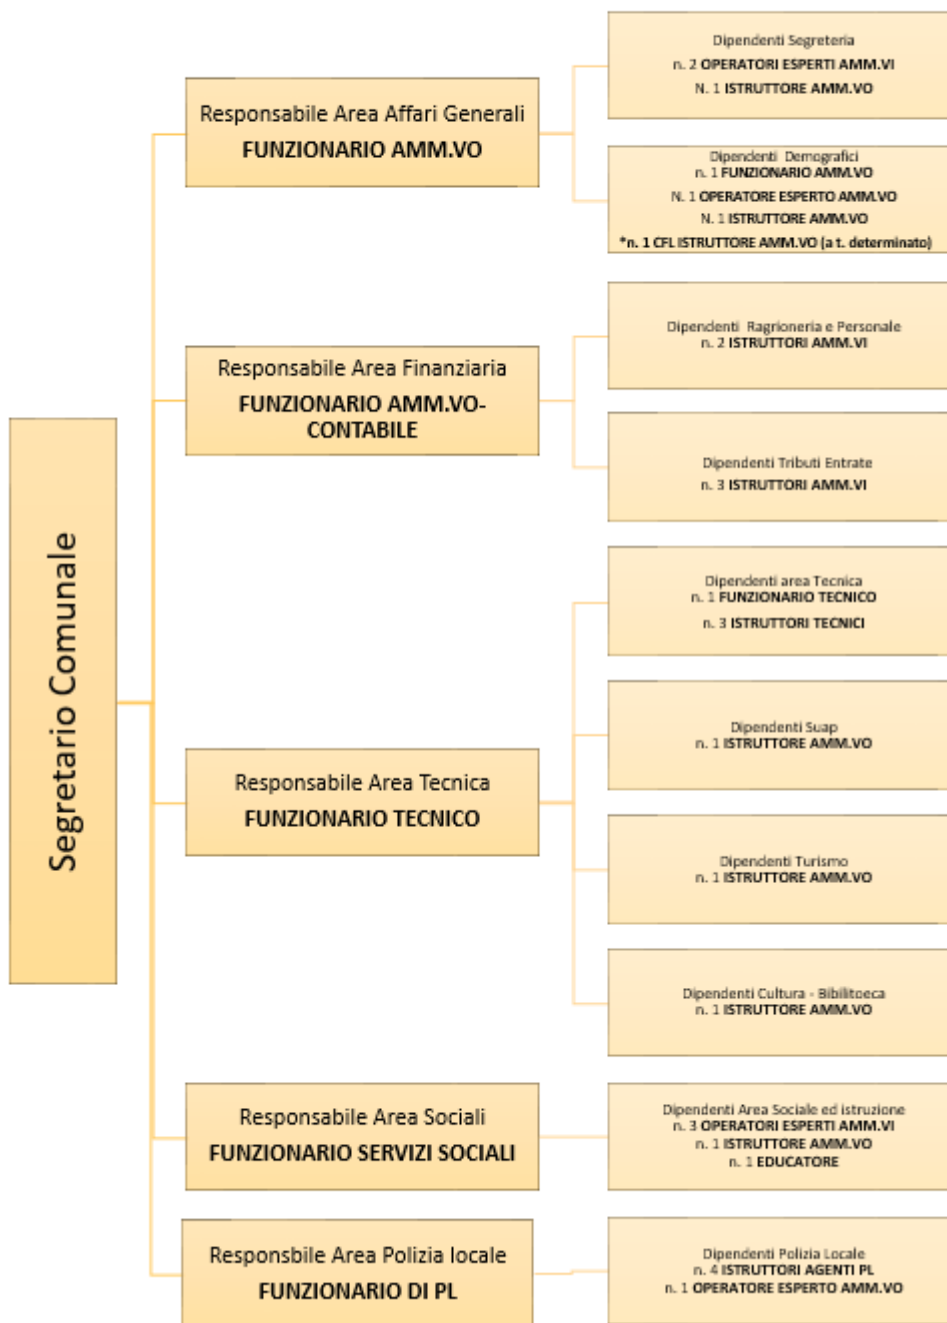 Segretario Comunale
Responsabile Area Affari Generali
FUNZIONARIO AMM.VO
Dipendenti Segreteria
n. 2 OPERATORI ESPERTI AMM.VI
N. 1 ISTRUTTORE AMM.VO
Dipendenti Demografici
n. 1 FUNZIONARIO AMM.VO
N. 1 OPERATORE ESPERTO AMM.VO
N. 1 ISTRUTTORE AMM.VO
*n. 1 CFL ISTRUTTORE AMM.VO (a t. determinato)
Responsabile Area Finanziaria
FUNZIONARIO AMM.VO-
CONTABILE
Dipendenti Ragrioneria e Personale
n. 2 ISTRUTTORI AMM.VI
Dipendenti Tributi Entrate
n. 3 ISTRUTTORI AMM.VI
Responsabile Area Tecnica
FUNZIONARIO TECNICO
Dipendenti area Tecnica
n. 1 FUNZIONARIO TECNICO
n. 3 ISTRUTTORI TECNICI
Dipendenti Suap
n. 1 ISTRUTTORE AMM.VO
Dipendenti Turismo
n. 1 ISTRUTTORE AMM.VO
Dipendenti Cultura - Bibilitoeca
n. 1 ISTRUTTORE AMM.VO
Responsabile Area Sociali
FUNZIONARIO SERVIZI SOCIALI
Dipendenti Area Sociale ed istruzione
n. 3 OPERATORI ESPERTI AMM.VI
n. 1 ISTRUTTORE AMM.VO
n. 1 EDUCATORE
Responsbile Area Polizia locale
FUNZIONARIO DI PL
Dipendenti Polizia Locale
n. 4 ISTRUTTORI AGENTI PL
n. 1 OPERATORE ESPERTO AMM.VO